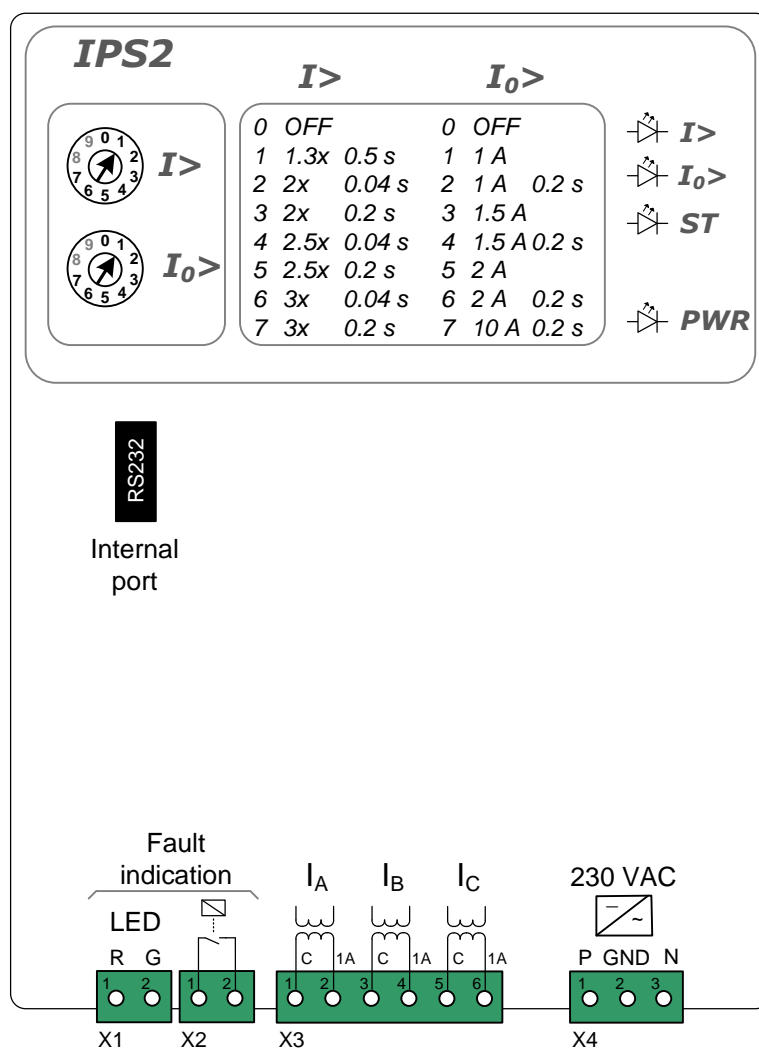 IPS2
I> I₀>
9 0 1
8 2
7 3
6 5 4
I>
9 0 1
8 2
7 3
6 5 4
I₀>
0 OFF 0 OFF
1 1.3x 0.5 s 1 1 A
2 2x 0.04 s 2 1 A 0.2 s
3 2x 0.2 s 3 1.5 A
4 2.5x 0.04 s 4 1.5 A 0.2 s
5 2.5x 0.2 s 5 2 A
6 3x 0.04 s 6 2 A 0.2 s
7 3x 0.2 s 7 10 A 0.2 s
I>
I₀>
ST
PWR
RS232
Internal
port
Fault
indication
LED
R G
1 2
X1
1 2
X2
I_A I_B I_C
C 1A C 1A C 1A
1 2 3 4 5 6
X3
230 VAC
– ~
P GND N
1 2 3
X4